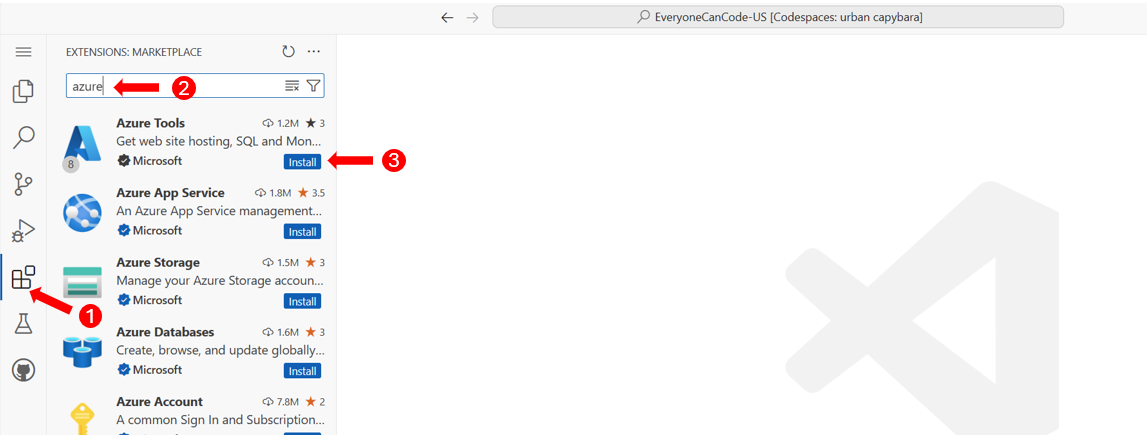 EveryoneCanCode-US [Codespaces: urban capybara]
EXTENSIONS: MARKETPLACE
azure
2
Azure Tools 1.2M 3
Get web site hosting, SQL and Mon...
8
Microsoft Install
3
Azure App Service 1.8M 3.5
An Azure App Service management...
Microsoft Install
Azure Storage 1.5M 3
Manage your Azure Storage accoun...
Microsoft Install
1
Azure Databases 1.6M 3
Create, browse, and update globally...
Microsoft Install
Azure Account 7.8M 2
A common Sign In and Subscription...